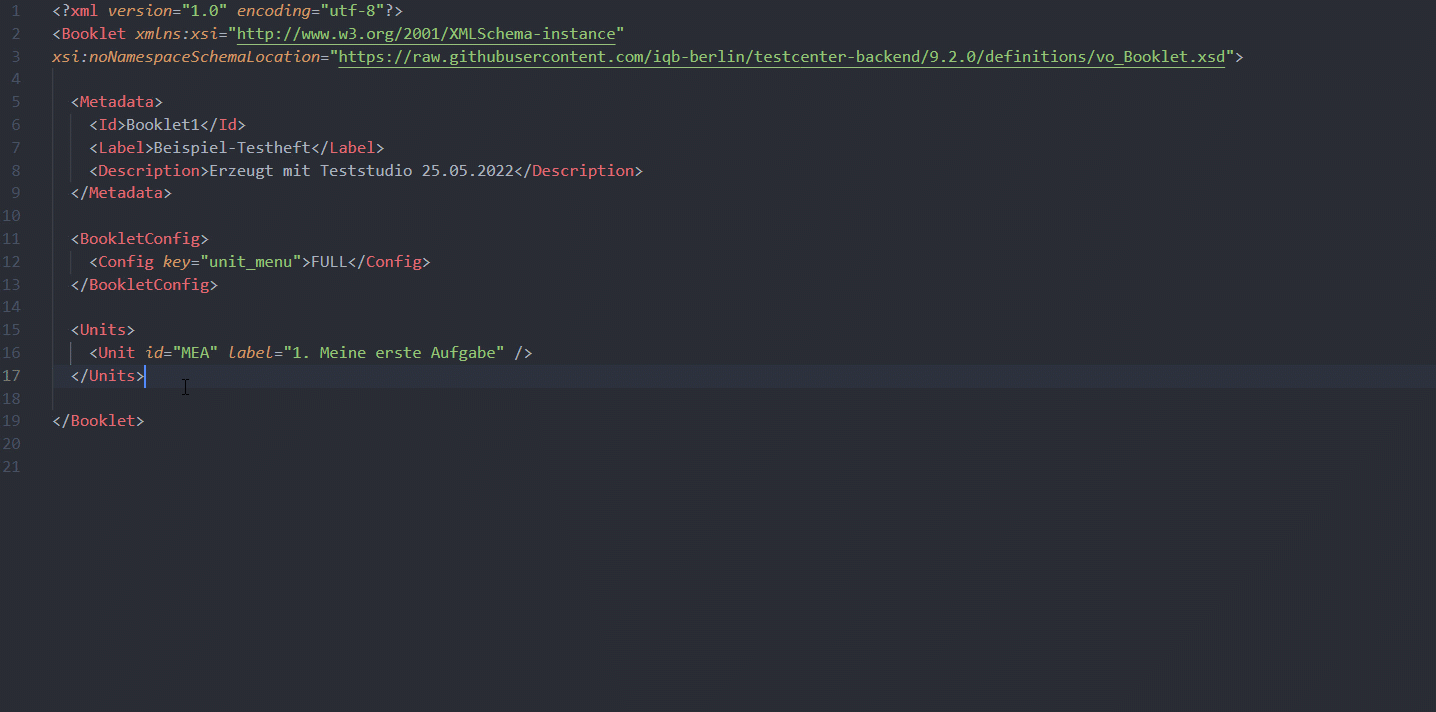 1 <?xml version="1.0" encoding="utf-8"?>
2 <Booklet xmlns:xsi="http://www.w3.org/2001/XMLSchema-instance"
3 xsi:noNamespaceSchemaLocation="https://raw.githubusercontent.com/iqb-berlin/testcenter-backend/9.2.0/definitions/vo_Booklet.xsd">
4
5 <Metadata>
6 <Id>Booklet1</Id>
7 <Label>Beispiel-Testheft</Label>
8 <Description>Erzeugt mit Teststudio 25.05.2022</Description>
9 </Metadata>
10
11 <BookletConfig>
12 <Config key="unit_menu">FULL</Config>
13 </BookletConfig>
14
15 <Units>
16 <Unit id="MEA" label="1. Meine erste Aufgabe" />
17 </Units>
18
19 </Booklet>
20
21